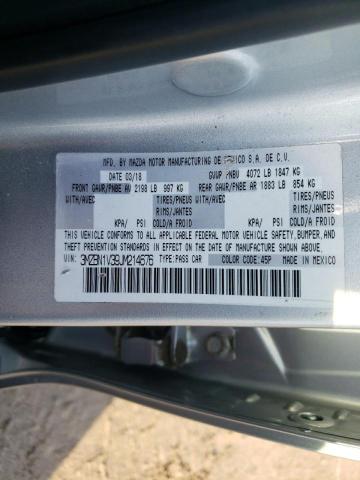 MFD. BY MAZDA MOTOR MANUFACTURING DE MEXICO S.A. DE C.V.
DATE 03/18 GVWR PNBV 4072 LB 1847 KG
FRONT GAWR/PNBE AV 2198 LB 997 KG REAR GAWR/PNBE AR 1883 LB 854 KG
WITH/AVEC TIRES/PNEUS WITH/AVEC TIRES/PNEUS
RIMS/JANTES RIMS/JANTES
KPA/ PSI COLD/A FROID KPA/ PSI COLD/A FROID
THIS VEHICLE CONFORMS TO ALL APPLICABLE FEDERAL MOTOR VEHICLE SAFETY, BUMPER, AND
THEFT PREVENTION STANDARDS IN EFFECT ON THE DATE OF MANUFACTURE SHOWN ABOVE.
VIN: 3MZBN1V39JM214676 TYPE: PASS CAR COLOR CODE: 45P MADE IN MEXICO